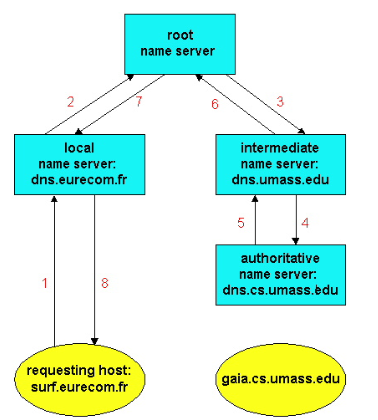 root
name server
2
7
6
3
local
name server:
dns.eurecom.fr
intermediate
name server:
dns.umass.edu
5
4
authoritative
name server:
dns.cs.umass.edu
1
8
requesting host:
surf.eurecom.fr
gaia.cs.umass.edu